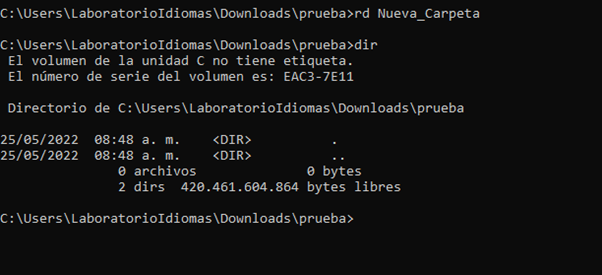 C:\Users\LaboratorioIdiomas\Downloads\prueba>rd Nueva_Carpeta
C:\Users\LaboratorioIdiomas\Downloads\prueba>dir
El volumen de la unidad C no tiene etiqueta.
El número de serie del volumen es: EAC3-7E11
Directorio de C:\Users\LaboratorioIdiomas\Downloads\prueba
25/05/2022  08:48 a. m.    <DIR>          .
25/05/2022  08:48 a. m.    <DIR>          ..
0 archivos              0 bytes
2 dirs  420.461.604.864 bytes libres
C:\Users\LaboratorioIdiomas\Downloads\prueba>